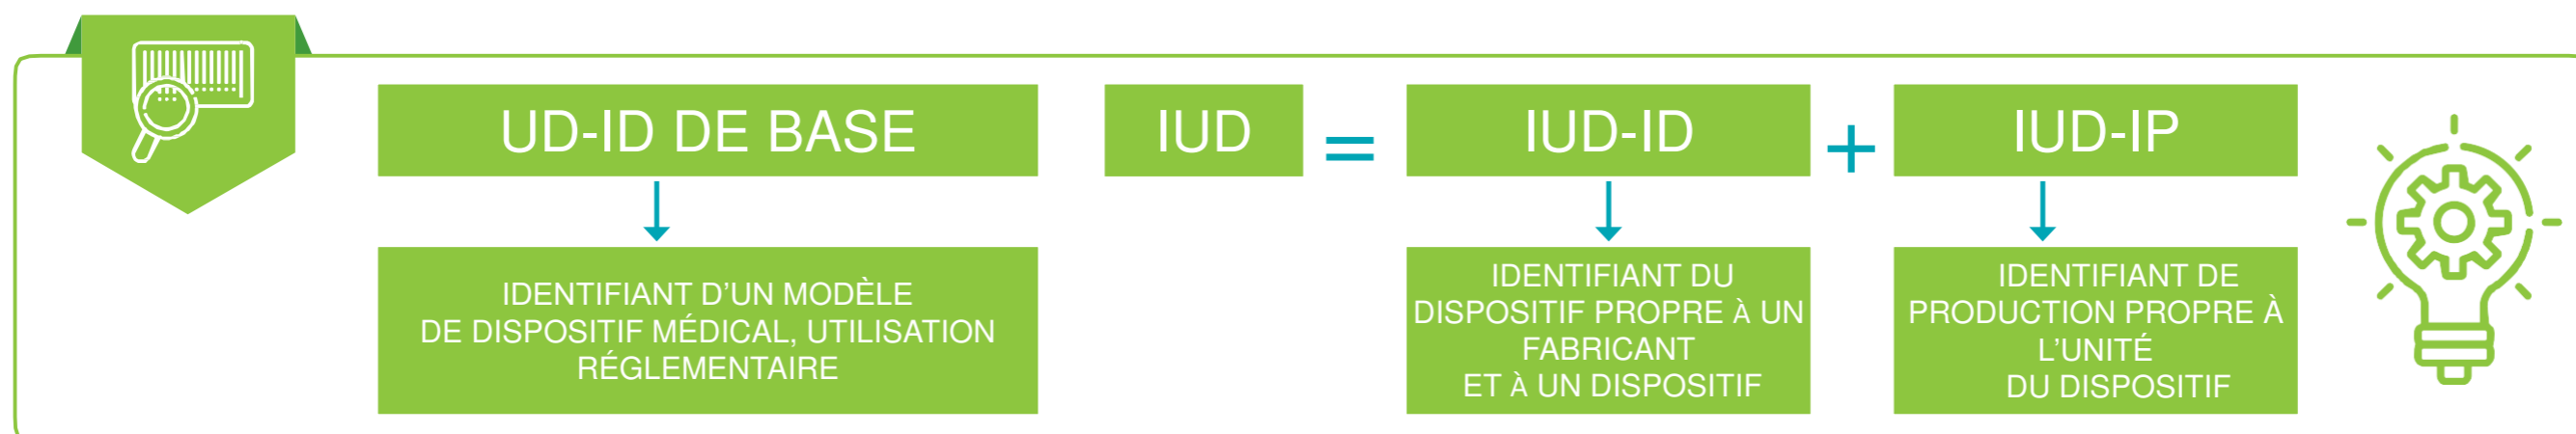 UD-ID DE BASE
IDENTIFIANT D’UN MODÈLE
DE DISPOSITIF MÉDICAL, UTILISATION
RÉGLEMENTAIRE
IUD
=
IUD-ID
+
IUD-IP
IDENTIFIANT DU
DISPOSITIF PROPRE À UN
FABRICANT
ET À UN DISPOSITIF
IDENTIFIANT DE
PRODUCTION PROPRE À
L’UNITÉ
DU DISPOSITIF